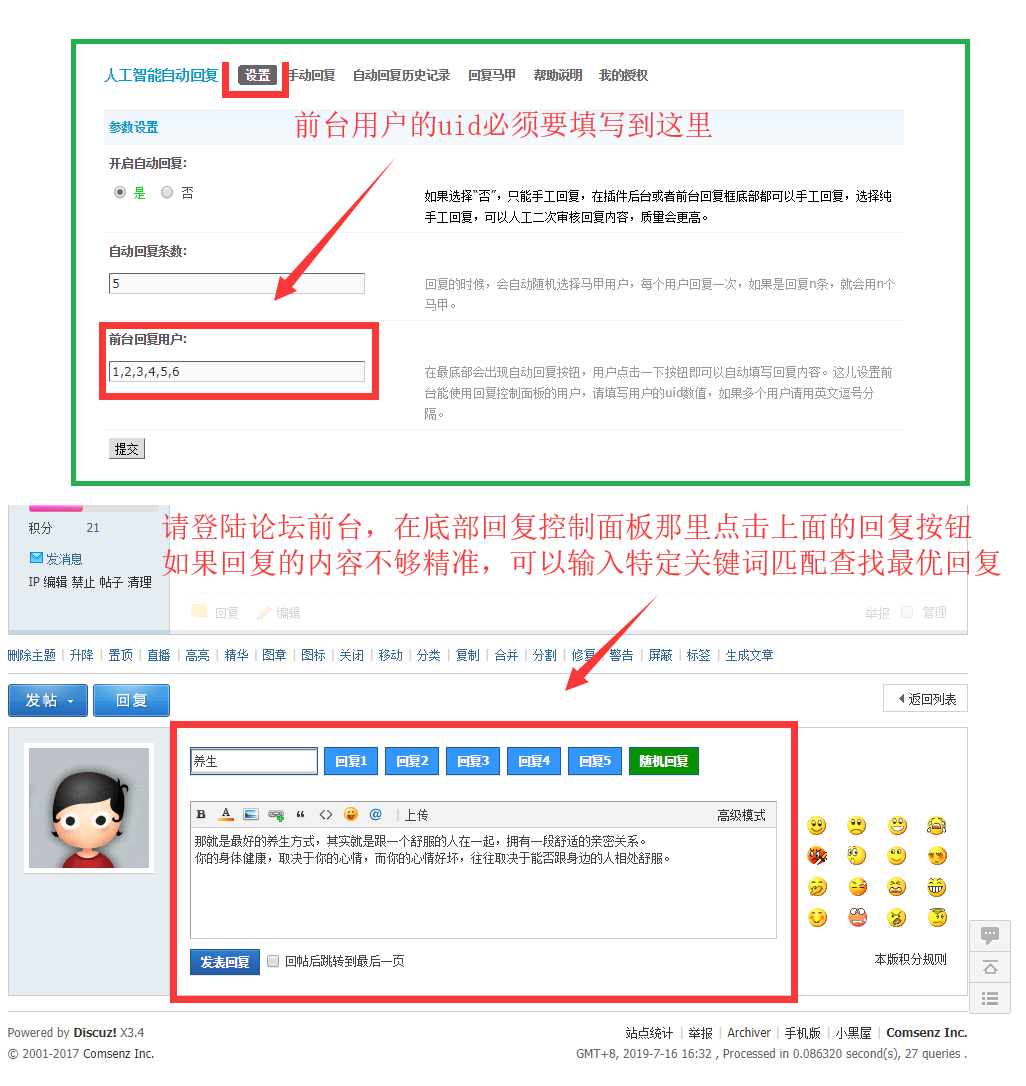 人工智能自动回复 设置 手动回复 自动回复历史记录 回复马甲 帮助说明 我的授权
参数设置
前台用户的uid必须要填写到这里
开启自动回复:
是 否
如果选择“否”，只能手工回复，在插件后台或者前台回复框底部都可以手工回复，选择纯
手工回复，可以人工二次审核回复内容，质量会更高。
自动回复条数:
5
回复的时候，会自动随机选择马甲用户，每个用户回复一次，如果是回复n条，就会用n个
马甲。
前台回复用户:
1,2,3,4,5,6
在最底部会出现自动回复按钮，用户点击一下按钮即可以自动填写回复内容。这儿设置前
台能使用回复控制面板的用户，请填写用户的uid数值，如果多个用户请用英文逗号分
隔。
提交
积分 21
请登陆论坛前台，在底部回复控制面板那里点击上面的回复按钮
发消息
如果回复的内容不够精准，可以输入特定关键词匹配查找最优回复
IP 编辑 禁止 帖子 清理
回复 编辑 举报 管理
删除主题 | 升降 | 置顶 | 直播 | 高亮 | 精华 | 图章 | 图标 | 关闭 | 移动 | 分类 | 复制 | 合并 | 分割 | 修复 | 警告 | 屏蔽 | 标签 | 生成文章
发帖 回复 返回列表
养生 回复1 回复2 回复3 回复4 回复5 随机回复
B A “ <> @ | 上传 高级模式
那就是最好的养生方式，其实就是跟一个舒服的人在一起，拥有一段舒适的亲密关系。
你的身体健康，取决于你的心情，而你的心情好坏，往往取决于能否跟身边的人相处舒服。
发表回复 回帖后跳转到最后一页
本版积分规则
Powered by Discuz! X3.4
站点统计 | 举报 | Archiver | 手机版 | 小黑屋 | Comsenz Inc.
© 2001-2017 Comsenz Inc.
GMT+8, 2019-7-16 16:32 , Processed in 0.086320 second(s), 27 queries .